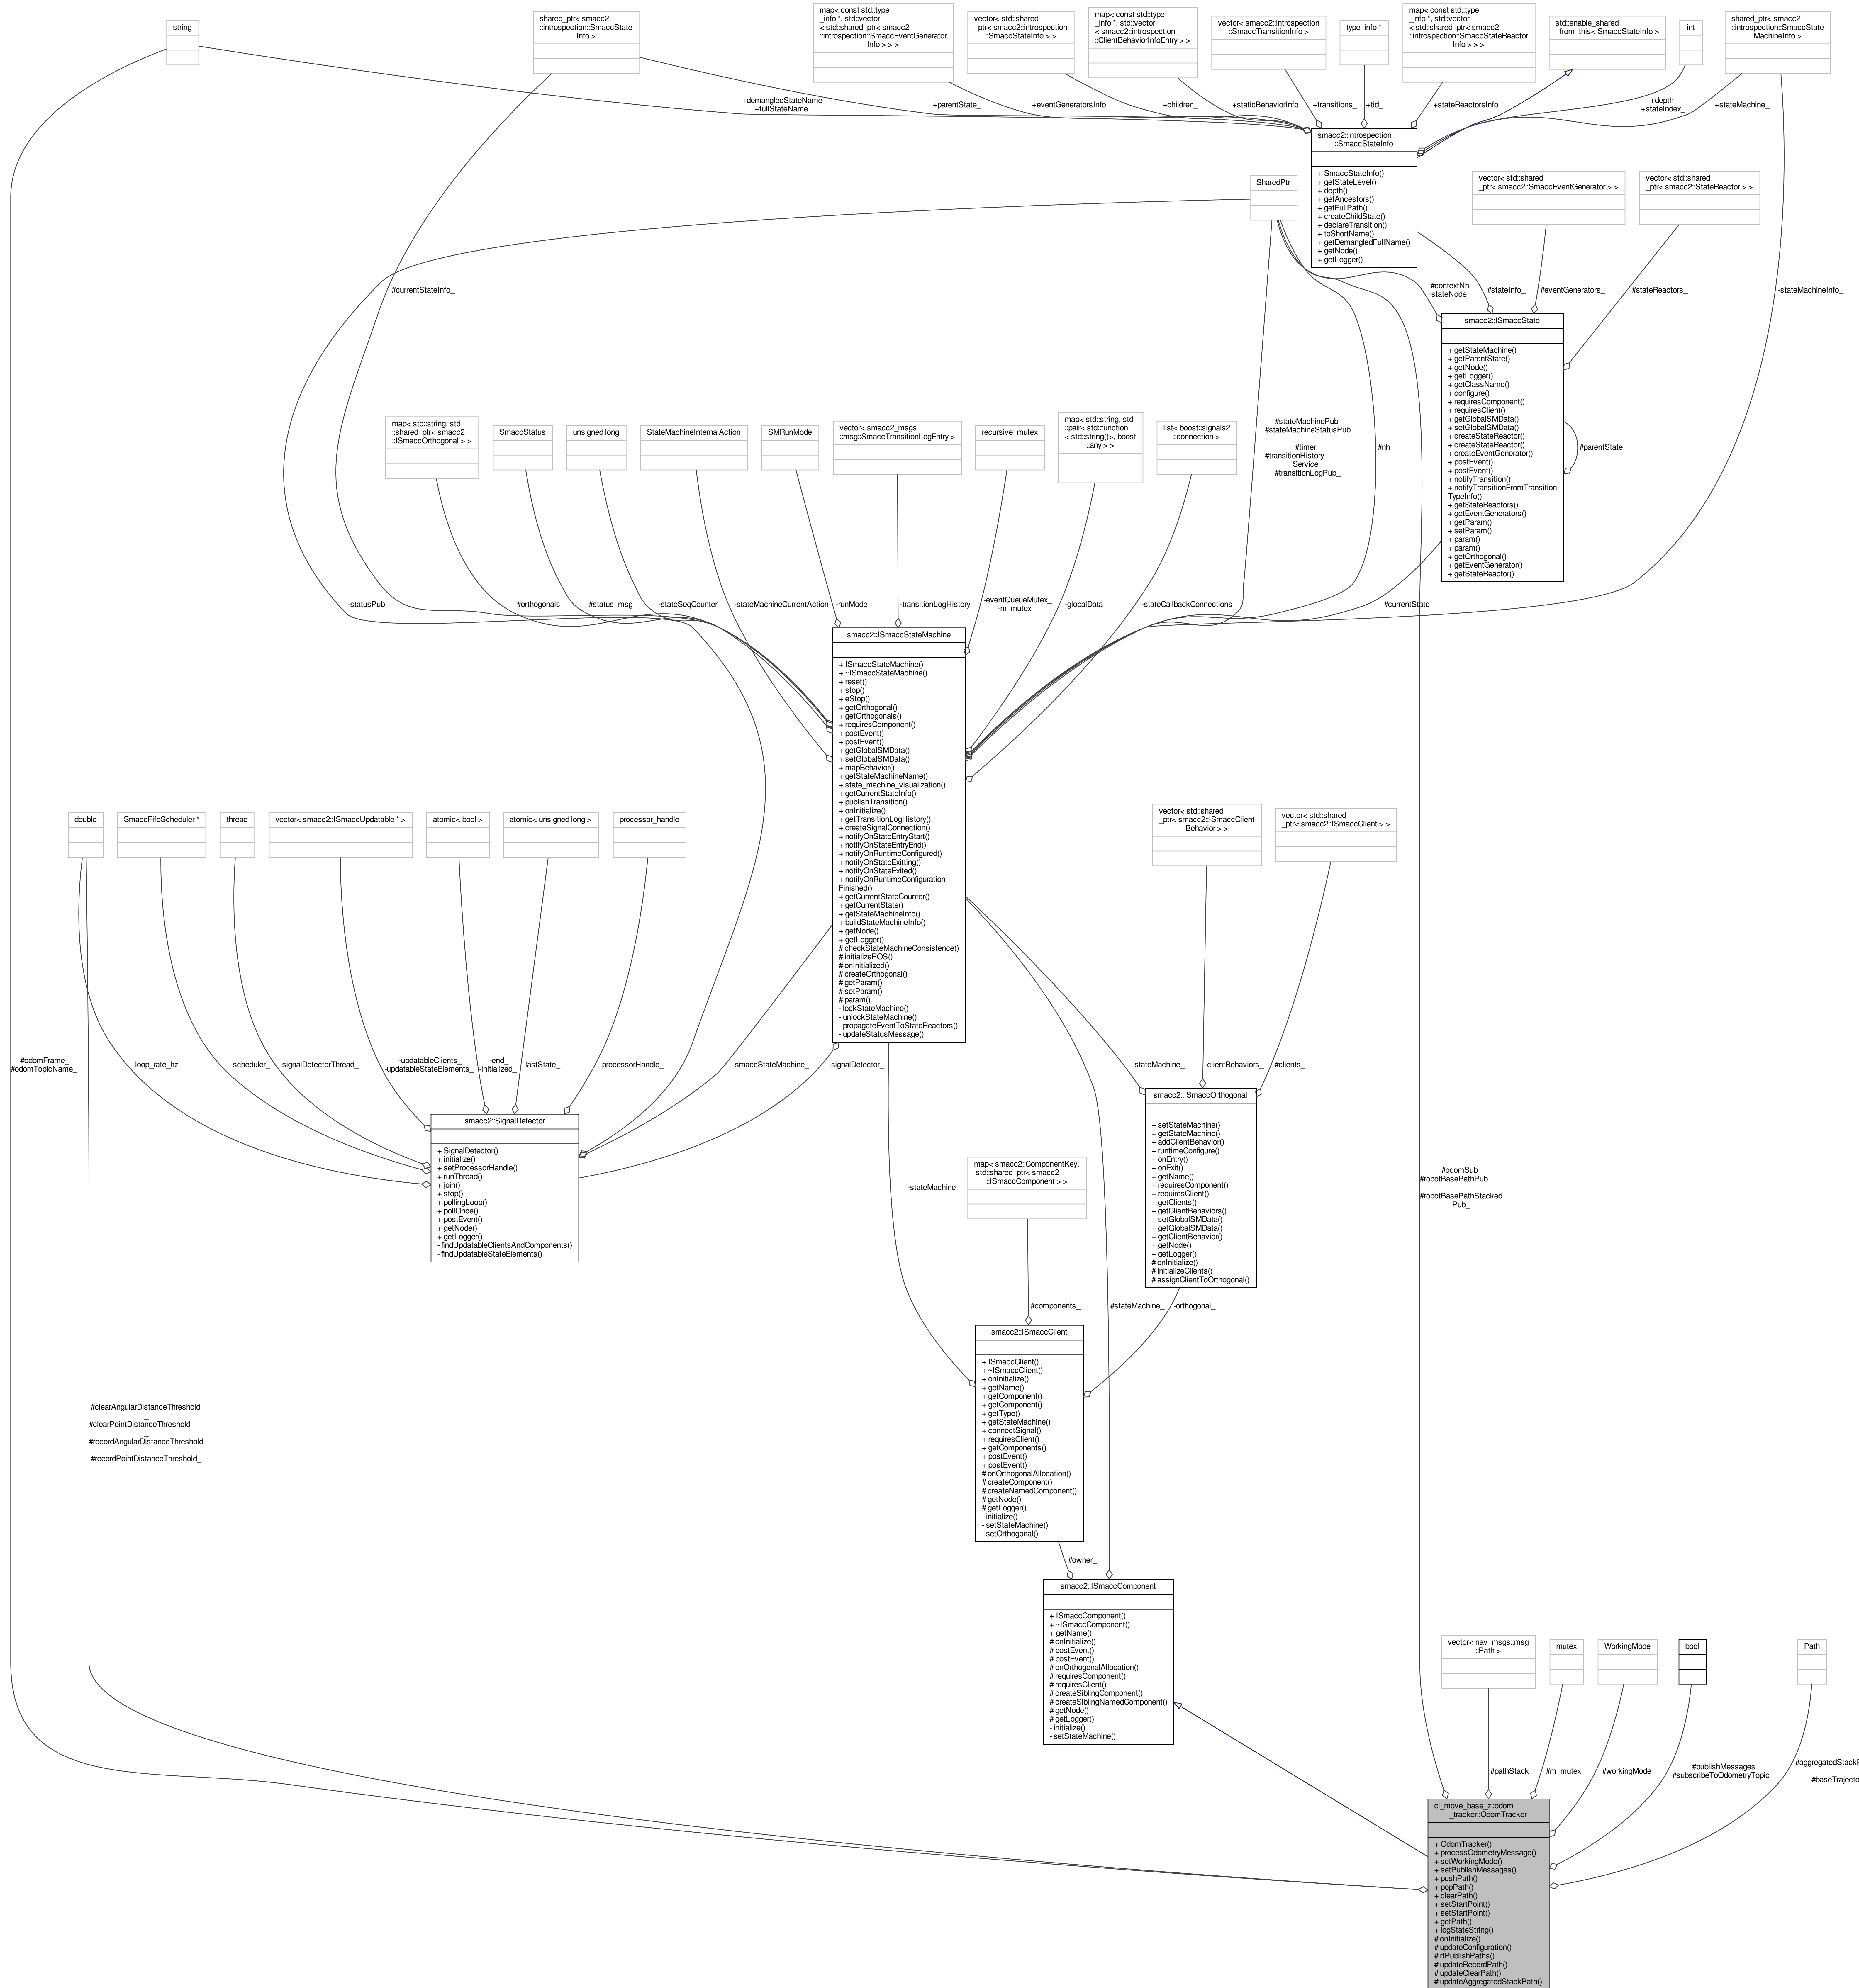 string
shared_ptr< smacc2
::introspection::SmaccState
Info >
map< const std::type
_info *, std::vector
< std::shared_ptr< smacc2
::introspection::SmaccEventGenerator
Info > > >
vector< std::shared
_ptr< smacc2::introspection
::SmaccStateInfo > >
map< const std::type
_info *, std::vector
< smacc2::introspection
::ClientBehaviorInfoEntry > >
vector< smacc2::introspection
::SmaccTransitionInfo >
type_info *
map< const std::type
_info *, std::vector
< std::shared_ptr< smacc2
::introspection::SmaccStateReactor
Info > > >
std::enable_shared
_from_this< SmaccStateInfo >
int
shared_ptr< smacc2
::introspection::SmaccState
MachineInfo >
+demangledStateName
+fullStateName
+parentState_
+eventGeneratorsInfo
+children_
+staticBehaviorInfo
+transitions_
+tid_
+stateReactorsInfo
+depth_
+stateIndex_
+stateMachine_
smacc2::introspection
::SmaccStateInfo
+ SmaccStateInfo()
+ getStateLevel()
+ depth()
+ getAncestors()
+ getFullPath()
+ createChildState()
+ declareTransition()
+ toShortName()
+ getDemangledFullName()
+ getNode()
+ getLogger()
SharedPtr
vector< std::shared
_ptr< smacc2::SmaccEventGenerator > >
vector< std::shared
_ptr< smacc2::StateReactor > >
#currentStateInfo_
#contextNh
+stateNode_
#stateInfo_
#eventGenerators_
#stateReactors_
-stateMachineInfo_
smacc2::ISmaccState
+ getStateMachine()
+ getParentState()
+ getNode()
+ getLogger()
+ getClassName()
+ configure()
+ requiresComponent()
+ requiresClient()
+ getGlobalSMData()
+ setGlobalSMData()
+ createStateReactor()
+ createStateReactor()
+ createEventGenerator()
+ postEvent()
+ postEvent()
+ notifyTransition()
+ notifyTransitionFromTransition
TypeInfo()
+ getStateReactors()
+ getEventGenerators()
+ getParam()
+ setParam()
+ param()
+ param()
+ getOrthogonal()
+ getEventGenerator()
+ getStateReactor()
#parentState_
map< std::string, std
::shared_ptr< smacc2
::ISmaccOrthogonal > >
SmaccStatus
unsigned long
StateMachineInternalAction
SMRunMode
vector< smacc2_msgs
::msg::SmaccTransitionLogEntry >
recursive_mutex
map< std::string, std
::pair< std::function
< std::string()>, boost
::any > >
list< boost::signals2
::connection >
#stateMachinePub_
#stateMachineStatusPub
_
#timer_
#transitionHistory
Service_
#transitionLogPub_
#nh_
-statusPub_
#orthogonals_
#status_msg_
-stateSeqCounter_
-stateMachineCurrentAction
-runMode_
-transitionLogHistory_
-eventQueueMutex_
-m_mutex_
-globalData_
-stateCallbackConnections
#currentState_
smacc2::ISmaccStateMachine
+ ISmaccStateMachine()
+ ~ISmaccStateMachine()
+ reset()
+ stop()
+ eStop()
+ getOrthogonal()
+ getOrthogonals()
+ requiresComponent()
+ postEvent()
+ postEvent()
+ getGlobalSMData()
+ setGlobalSMData()
+ mapBehavior()
+ getStateMachineName()
+ state_machine_visualization()
+ getCurrentStateInfo()
+ publishTransition()
+ onInitialize()
+ getTransitionLogHistory()
+ createSignalConnection()
+ notifyOnStateEntryStart()
+ notifyOnStateEntryEnd()
+ notifyOnRuntimeConfigured()
+ notifyOnStateExitting()
+ notifyOnStateExited()
+ notifyOnRuntimeConfiguration
Finished()
+ getCurrentStateCounter()
+ getCurrentState()
+ getStateMachineInfo()
+ buildStateMachineInfo()
+ getNode()
+ getLogger()
# checkStateMachineConsistence()
# initializeROS()
# onInitialized()
# createOrthogonal()
# getParam()
# setParam()
# param()
- lockStateMachine()
- unlockStateMachine()
- propagateEventToStateReactors()
- updateStatusMessage()
double
SmaccFifoScheduler *
thread
vector< smacc2::ISmaccUpdatable * >
atomic< bool >
atomic< unsigned long >
processor_handle
vector< std::shared
_ptr< smacc2::ISmaccClient
Behavior > >
vector< std::shared
_ptr< smacc2::ISmaccClient > >
#odomFrame_
#odomTopicName_
-loop_rate_hz
-scheduler_
-signalDetectorThread_
-updatableClients_
-updatableStateElements_
-end_
-initialized_
-lastState_
-processorHandle_
-smaccStateMachine_
-signalDetector_
-stateMachine_
-clientBehaviors_
#clients_
smacc2::SignalDetector
+ SignalDetector()
+ initialize()
+ setProcessorHandle()
+ runThread()
+ join()
+ stop()
+ pollingLoop()
+ pollOnce()
+ postEvent()
+ getNode()
+ getLogger()
- findUpdatableClientsAndComponents()
- findUpdatableStateElements()
smacc2::ISmaccOrthogonal
+ setStateMachine()
+ getStateMachine()
+ addClientBehavior()
+ runtimeConfigure()
+ onEntry()
+ onExit()
+ getName()
+ requiresComponent()
+ requiresClient()
+ getClients()
+ getClientBehaviors()
+ setGlobalSMData()
+ getGlobalSMData()
+ getClientBehavior()
+ getNode()
+ getLogger()
# onInitialize()
# initializeClients()
# assignClientToOrthogonal()
map< smacc2::ComponentKey,
std::shared_ptr< smacc2
::ISmaccComponent > >
-stateMachine_
#odomSub_
#robotBasePathPub
_
#robotBasePathStacked
Pub_
#components_
#stateMachine_
-orthogonal_
smacc2::ISmaccClient
+ ISmaccClient()
+ ~ISmaccClient()
+ onInitialize()
+ getName()
+ getComponent()
+ getComponent()
+ getType()
+ getStateMachine()
+ connectSignal()
+ requiresClient()
+ getComponents()
+ postEvent()
+ postEvent()
# onOrthogonalAllocation()
# createComponent()
# createNamedComponent()
# getNode()
# getLogger()
- initialize()
- setStateMachine()
- setOrthogonal()
#clearAngularDistanceThreshold
_
#clearPointDistanceThreshold
_
#recordAngularDistanceThreshold
_
#recordPointDistanceThreshold_
#owner_
smacc2::ISmaccComponent
+ ISmaccComponent()
+ ~ISmaccComponent()
+ getName()
# onInitialize()
# postEvent()
# postEvent()
# onOrthogonalAllocation()
# requiresComponent()
# requiresClient()
# createSiblingComponent()
# createSiblingNamedComponent()
# getNode()
# getLogger()
- initialize()
- setStateMachine()
vector< nav_msgs::msg
::Path >
mutex
WorkingMode
bool
Path
#pathStack_
#m_mutex_
#workingMode_
#publishMessages
#subscribeToOdometryTopic_
_
cl_move_base_z::odom
_tracker::OdomTracker
+ OdomTracker()
+ processOdometryMessage()
+ setWorkingMode()
+ setPublishMessages()
+ pushPath()
+ popPath()
+ clearPath()
+ setStartPoint()
+ setStartPoint()
+ getPath()
+ logStateString()
# onInitialize()
# updateConfiguration()
# rtPublishPaths()
# updateRecordPath()
# updateClearPath()
# updateAggregatedStackPath()